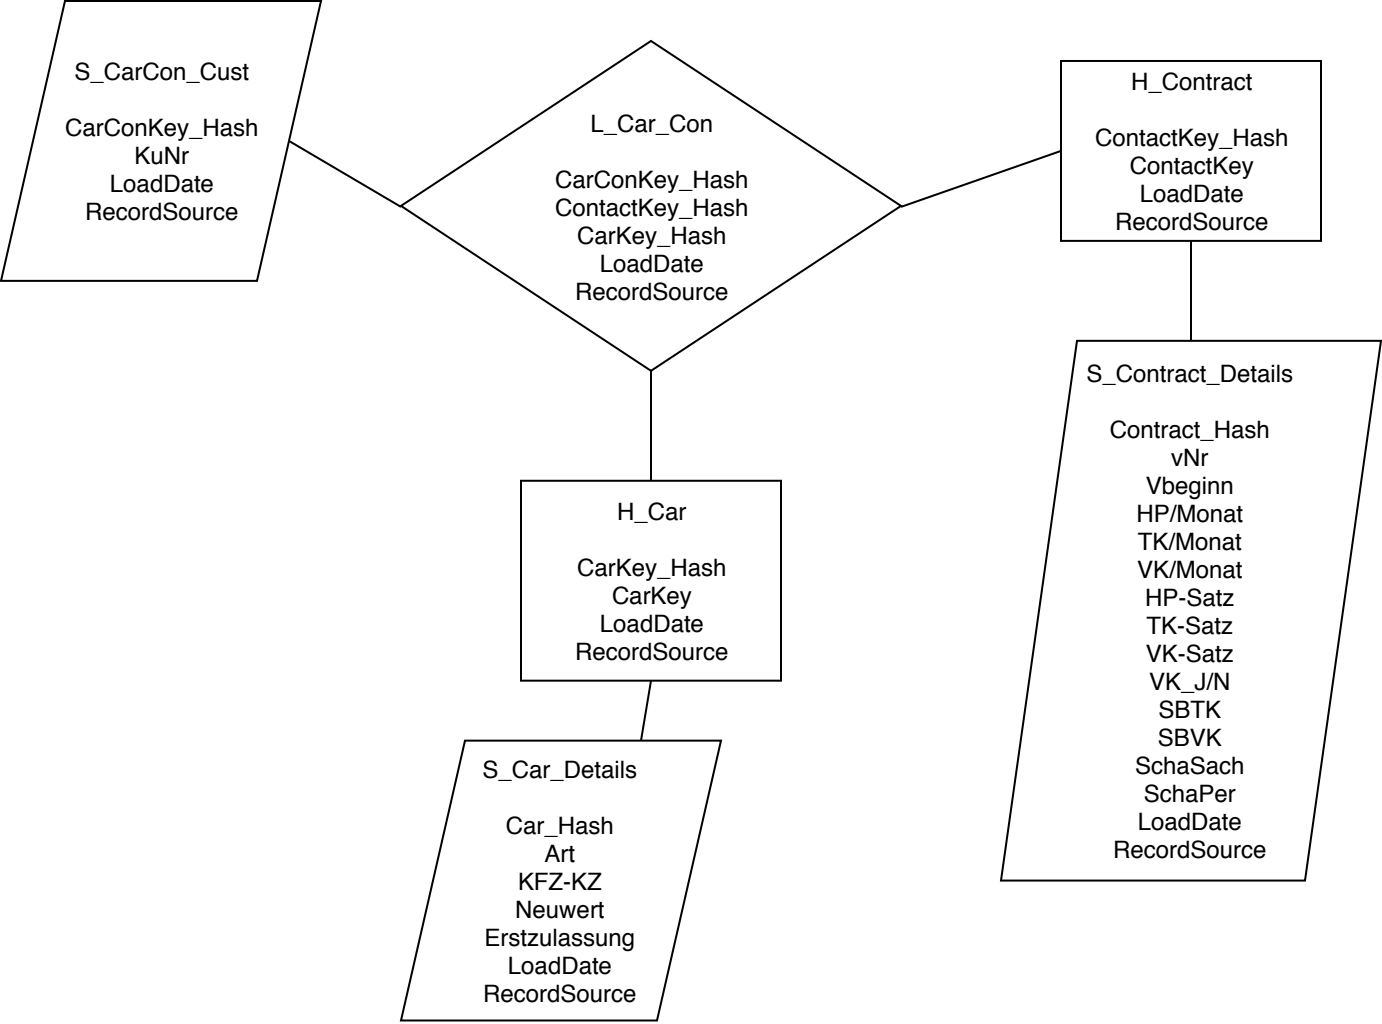 S_CarCon_Cust
CarConKey_Hash
KuNr
LoadDate
RecordSource
L_Car_Con
CarConKey_Hash
ContactKey_Hash
CarKey_Hash
LoadDate
RecordSource
H_Contract
ContactKey_Hash
ContactKey
LoadDate
RecordSource
S_Contract_Details
Contract_Hash
vNr
Vbeginn
HP/Monat
TK/Monat
VK/Monat
HP-Satz
TK-Satz
VK-Satz
VK_J/N
SBTK
SBVK
SchaSach
SchaPer
LoadDate
RecordSource
H_Car
CarKey_Hash
CarKey
LoadDate
RecordSource
S_Car_Details
Car_Hash
Art
KFZ-KZ
Neuwert
Erstzulassung
LoadDate
RecordSource